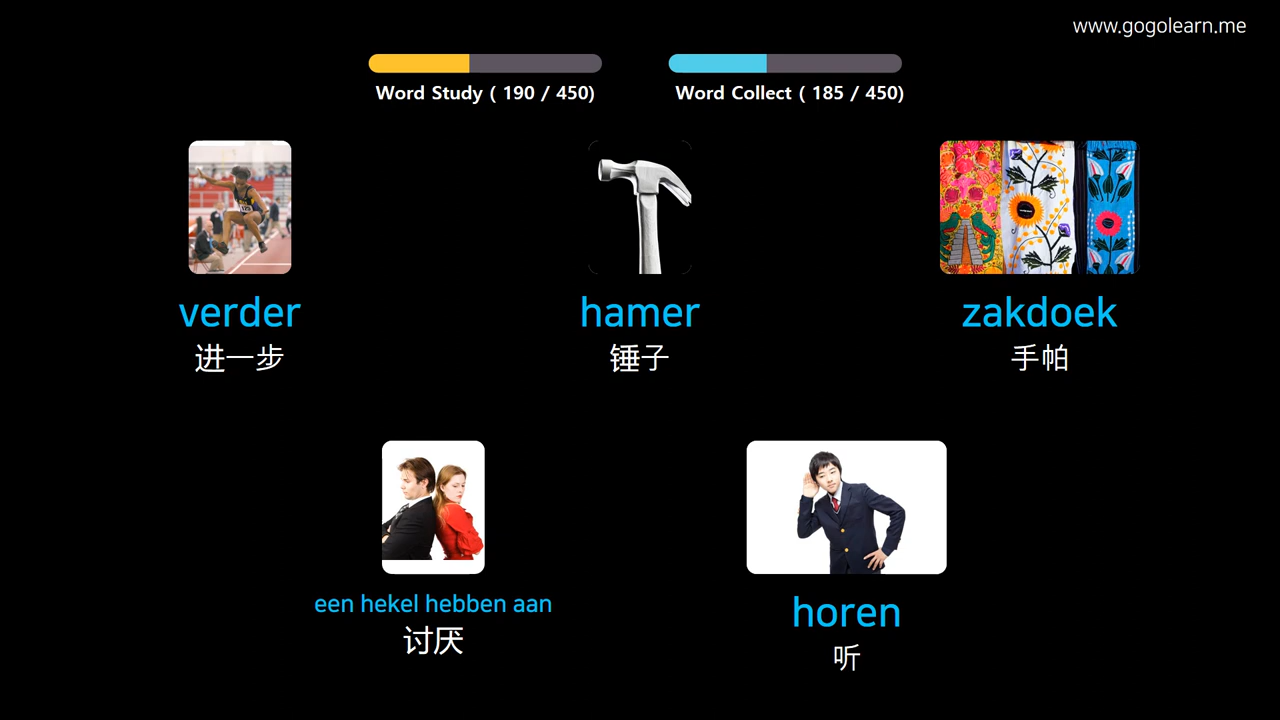 www.gogolearn.me
Word Study ( 190 / 450)
Word Collect ( 185 / 450)
verder
进一步
hamer
锤子
zakdoek
手帕
een hekel hebben aan
讨厌
horen
听